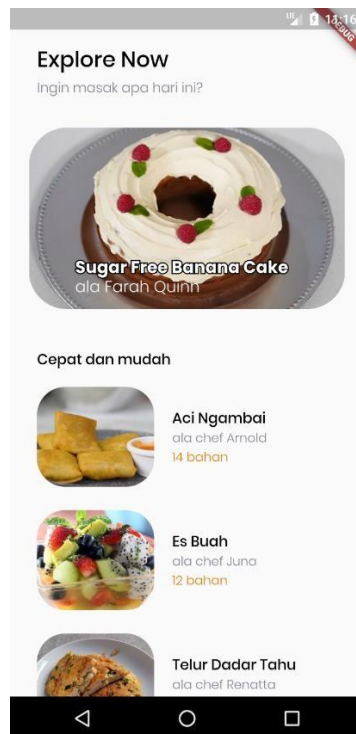 LTE 11:16
DEBUG
Explore Now
Ingin masak apa hari ini?
Sugar Free Banana Cake
ala Farah Quinn
Cepat dan mudah
Aci Ngambai
ala chef Arnold
14 bahan
Es Buah
ala chef Juna
12 bahan
Telur Dadar Tahu
ala chef Renatta